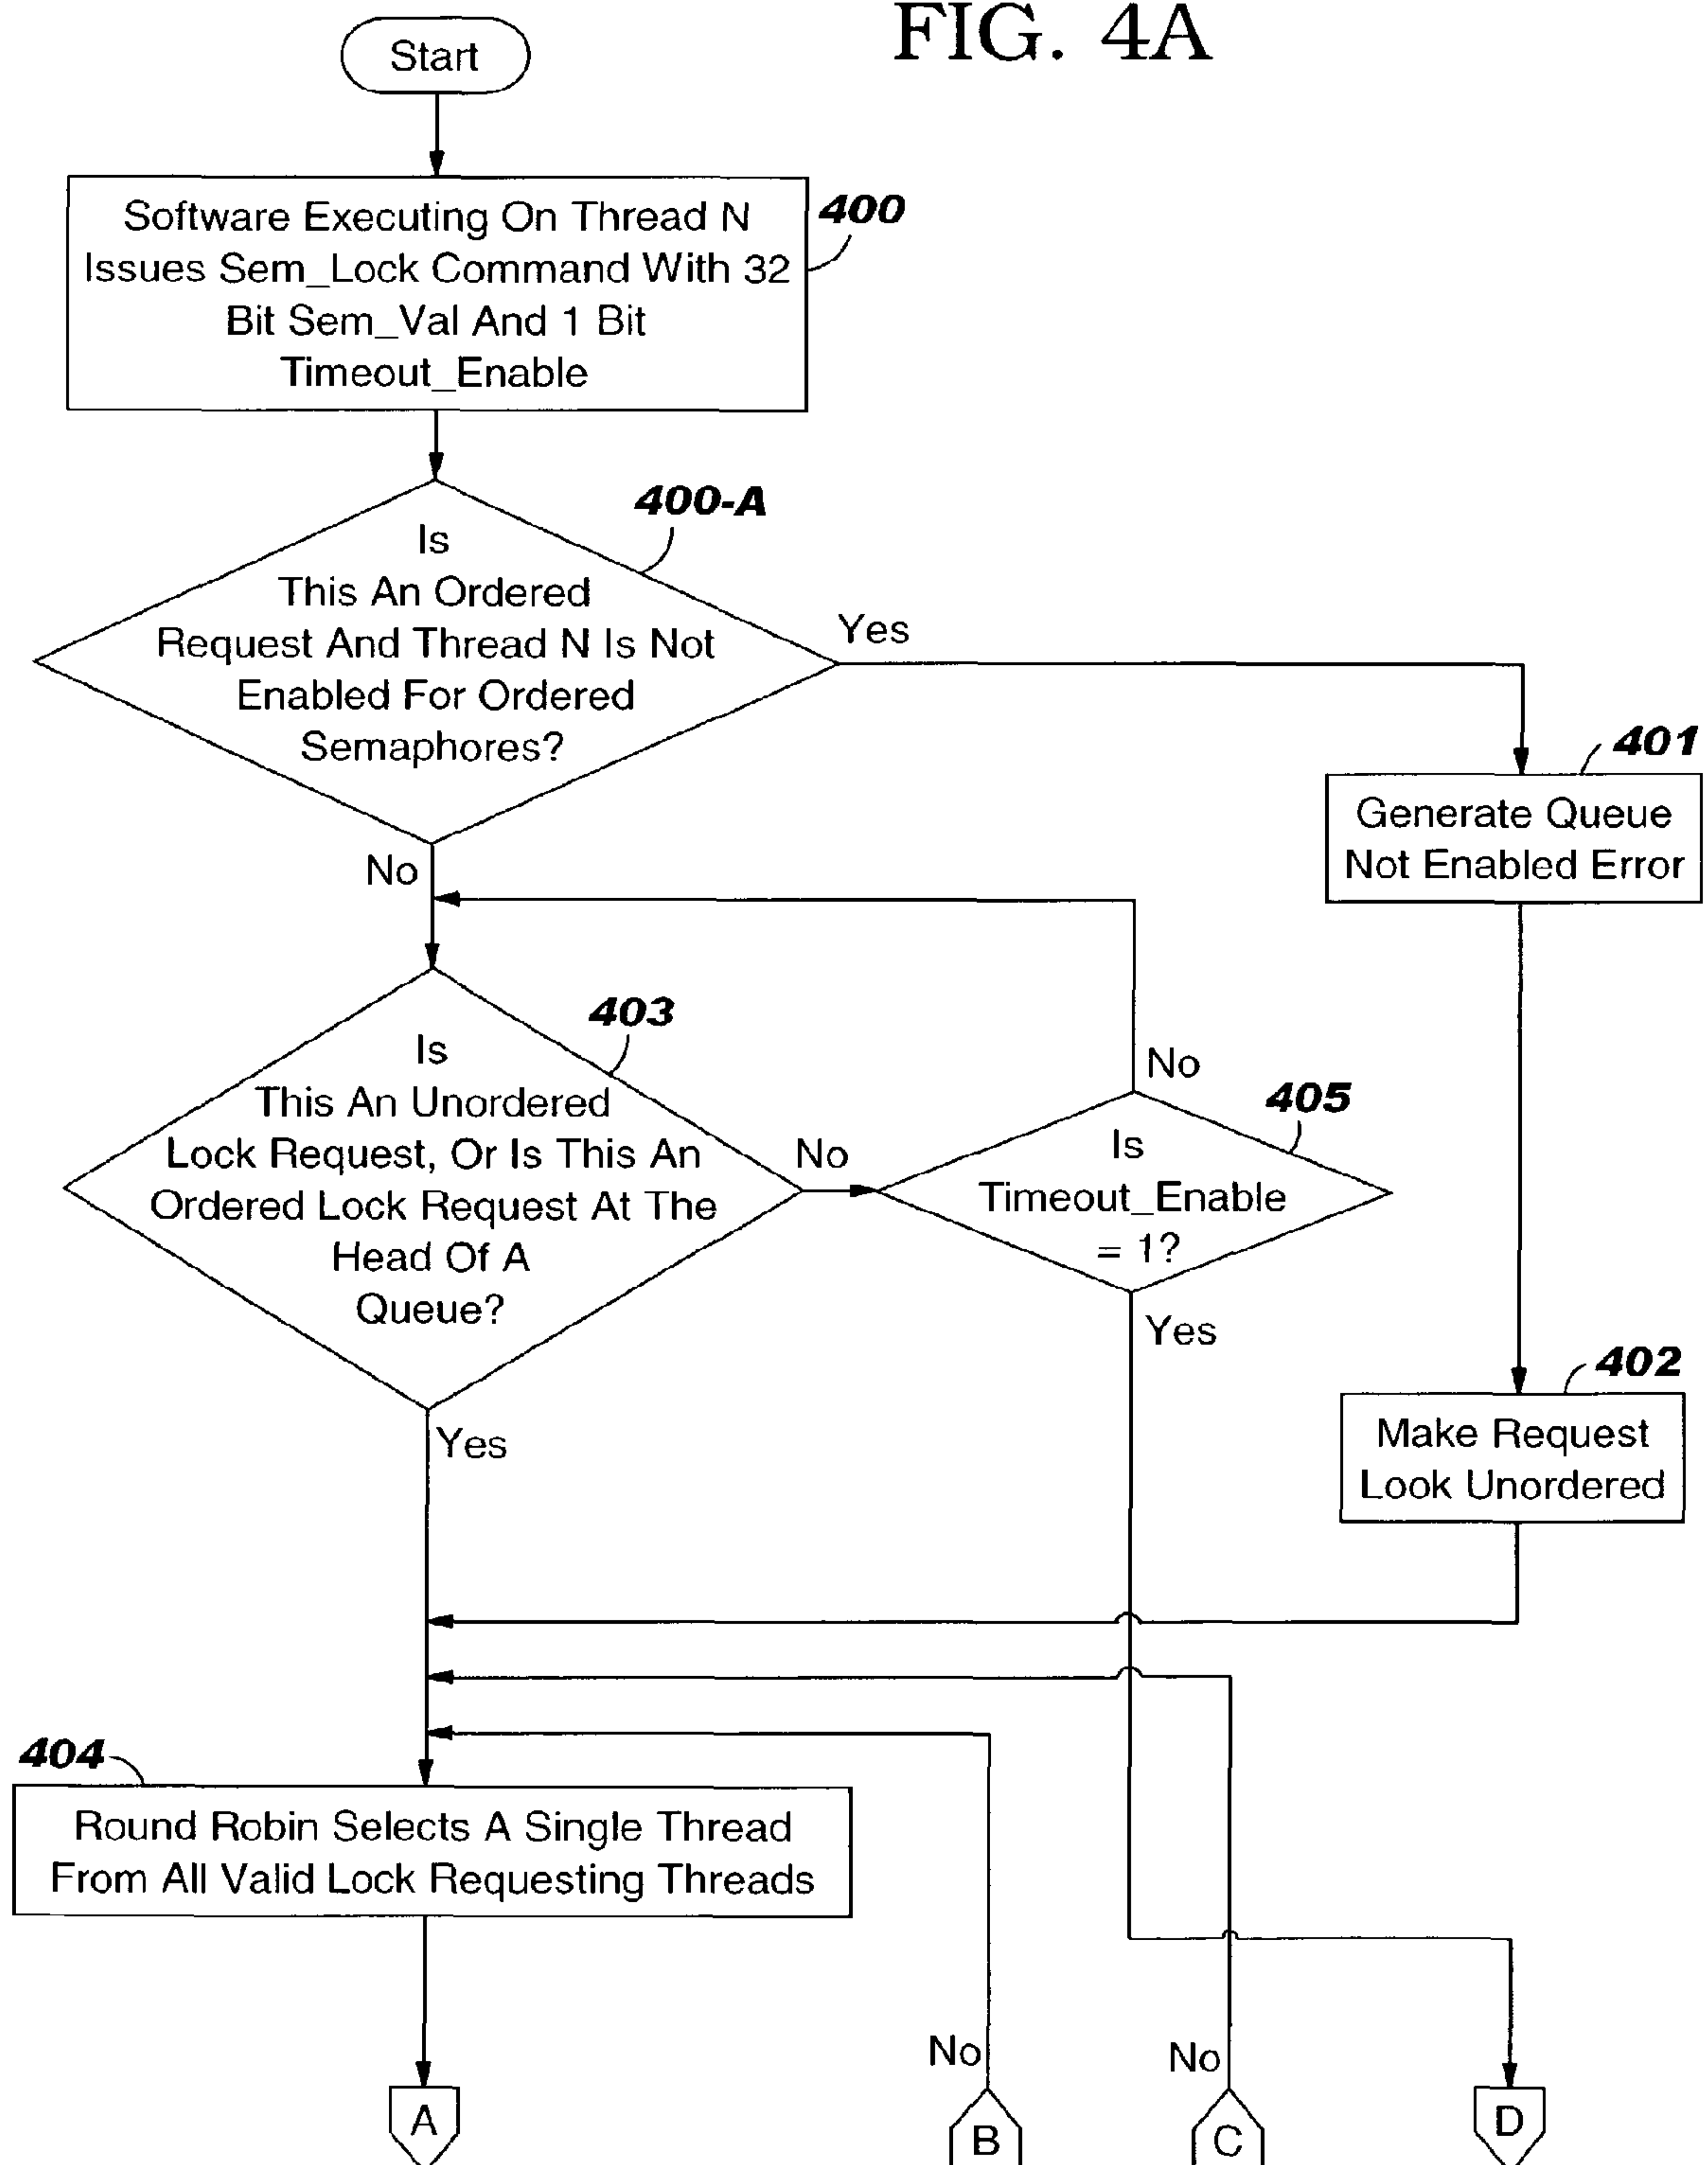 FIG. 4A
Start
400
Software Executing On Thread N
Issues Sem_Lock Command With 32
Bit Sem_Val And 1 Bit
Timeout_Enable
400-A
Is
This An Ordered
Request And Thread N Is Not
Enabled For Ordered
Semaphores?
Yes
No
401
Generate Queue
Not Enabled Error
403
Is
This An Unordered
Lock Request, Or Is This An
Ordered Lock Request At The
Head Of A
Queue?
No
Yes
No
405
Is
Timeout_Enable
= 1?
Yes
402
Make Request
Look Unordered
404
Round Robin Selects A Single Thread
From All Valid Lock Requesting Threads
No
No
A
B
C
D